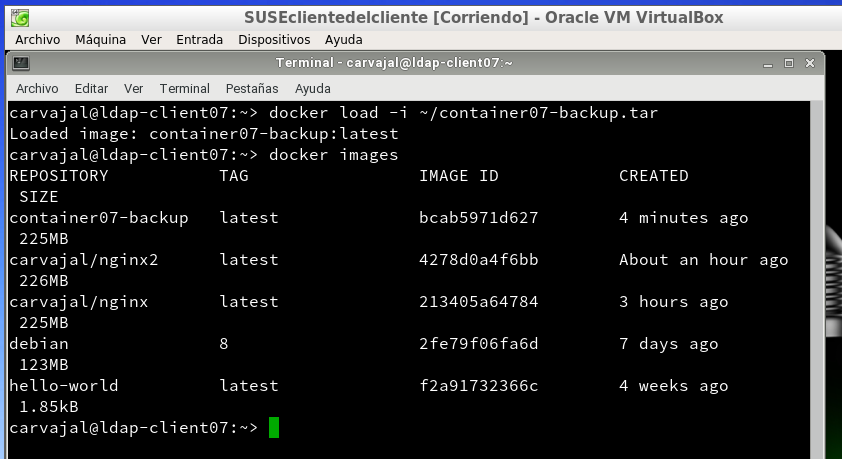 SUSEclientedelcliente [Corriendo] - Oracle VM VirtualBox
Archivo Máquina Ver Entrada Dispositivos Ayuda
Terminal - carvajal@ldap-client07:~
Archivo Editar Ver Terminal Pestañas Ayuda
carvajal@ldap-client07:~> docker load -i ~/container07-backup.tar
Loaded image: container07-backup:latest
carvajal@ldap-client07:~> docker images
REPOSITORY TAG IMAGE ID CREATED
SIZE
container07-backup latest bcab5971d627 4 minutes ago
225MB
carvajal/nginx2 latest 4278d0a4f6bb About an hour ago
226MB
carvajal/nginx latest 213405a64784 3 hours ago
225MB
debian 8 2fe79f06fa6d 7 days ago
123MB
hello-world latest f2a91732366c 4 weeks ago
1.85kB
carvajal@ldap-client07:~>